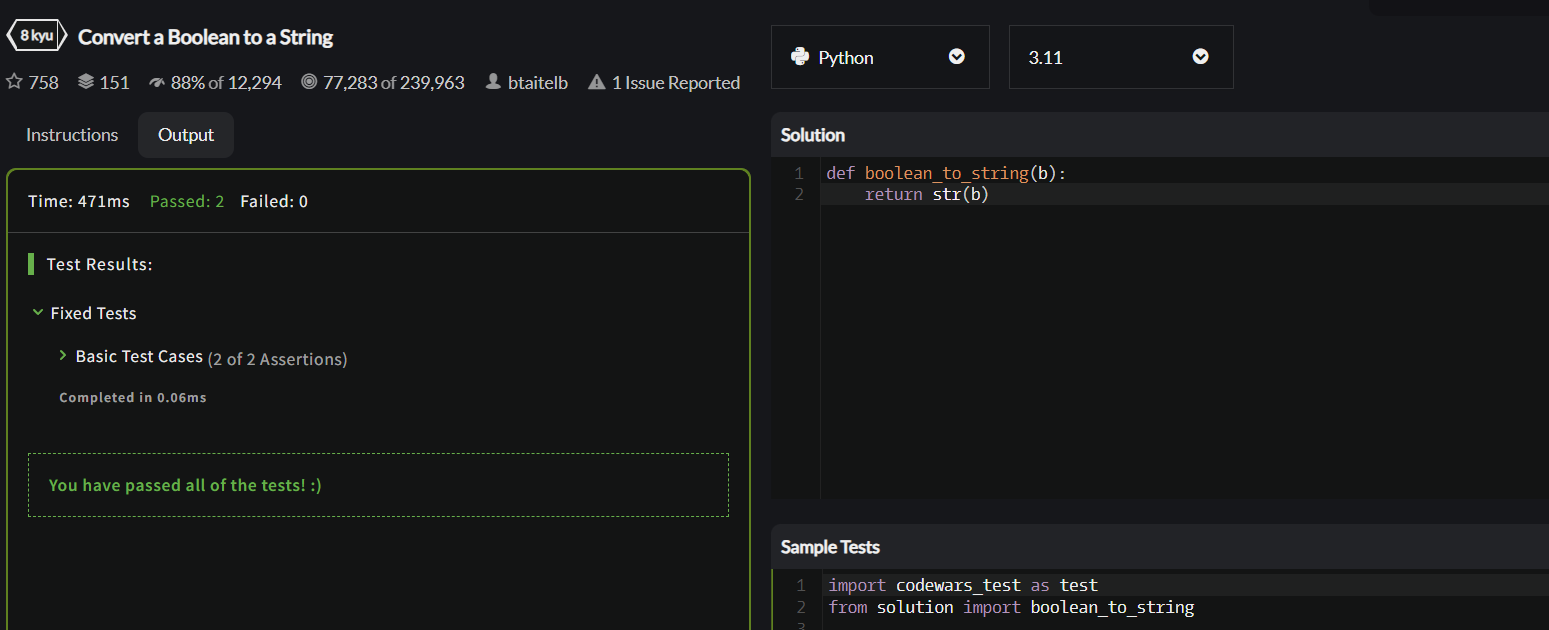 8 kyu Convert a Boolean to a String
758 151 88% of 12,294 77,283 of 239,963 btaitelb 1 Issue Reported
Instructions Output
Time: 471ms Passed: 2 Failed: 0
Test Results:
Fixed Tests
Basic Test Cases (2 of 2 Assertions)
Completed in 0.06ms
You have passed all of the tests! :)
Python 3.11
Solution
1 def boolean_to_string(b):
2     return str(b)
Sample Tests
1 import codewars_test as test
2 from solution import boolean_to_string
3